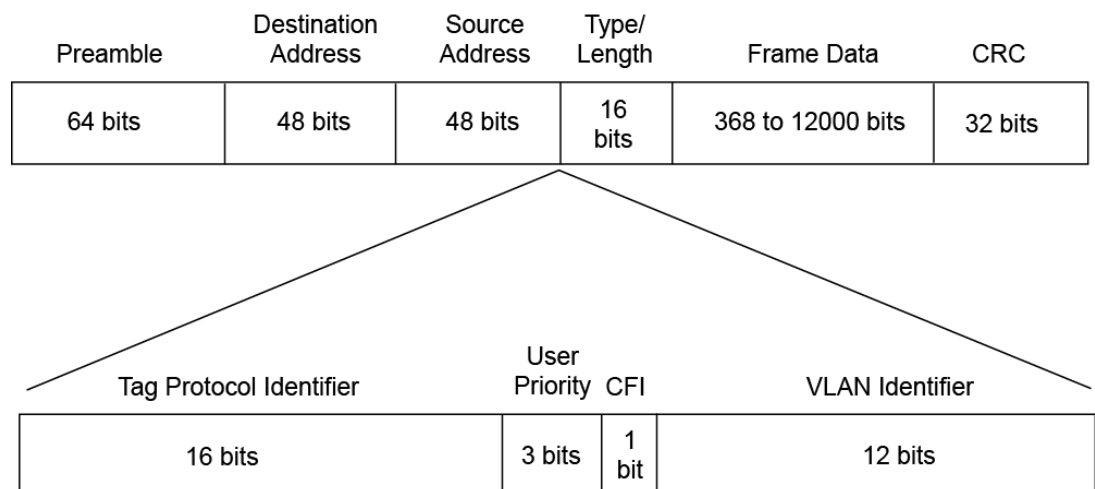 Preamble
Destination
Address
Source
Address
Type/
Length
Frame Data
CRC
64 bits
48 bits
48 bits
16
bits
368 to 12000 bits
32 bits
Tag Protocol Identifier
User
Priority
CFI
VLAN Identifier
16 bits
3 bits
1
bit
12 bits